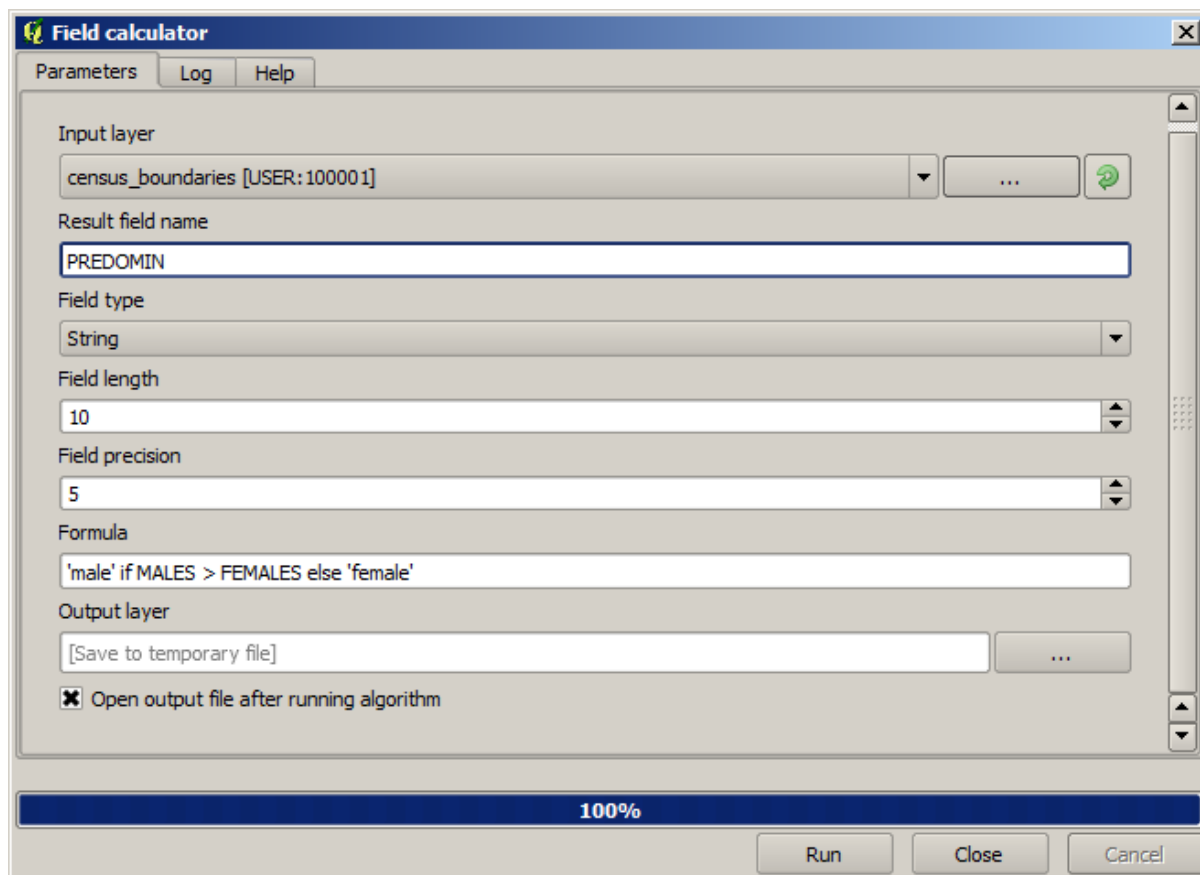 Field calculator
Parameters Log Help
Input layer
census_boundaries [USER:100001]
...
Result field name
PREDOMIN
Field type
String
Field length
10
Field precision
5
Formula
'male' if MALES > FEMALES else 'female'
Output layer
[Save to temporary file]
...
Open output file after running algorithm
100%
Run Close Cancel